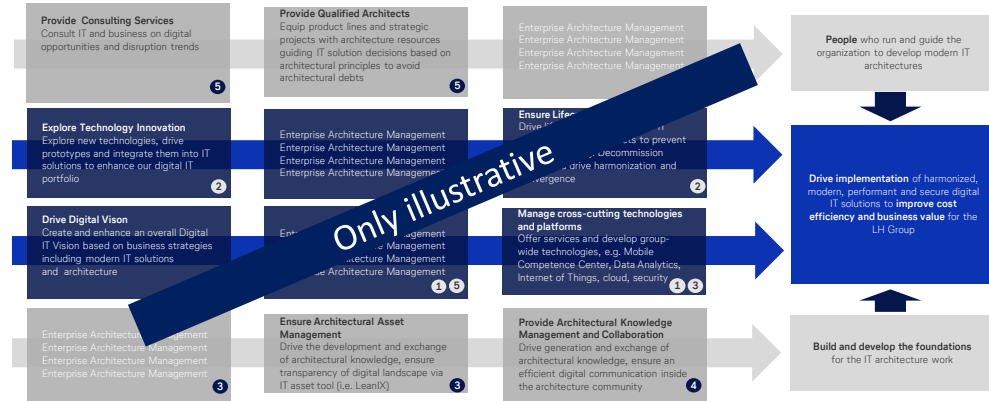 Provide Consulting Services
Consult IT and business on digital
opportunities and disruption trends
5
Provide Qualified Architects
Equip product lines and strategic
projects with architecture resources
guiding IT solution decisions based on
architectural principles to avoid
architectural debts
5
Enterprise Architecture Management
Enterprise Architecture Management
Enterprise Architecture Management
Enterprise Architecture Management
People who run and guide the
organization to develop modern IT
architectures
Explore Technology Innovation
Explore new technologies, drive
prototypes and integrate them into IT
solutions to enhance our digital IT
portfolio
2
Enterprise Architecture Management
Enterprise Architecture Management
Enterprise Architecture Management
Enterprise Architecture Management
Ensure
Drive
to prevent
Decommission
drive harmonization and
2
Drive implementation of harmonized,
modern, performant and secure digital
IT solutions to improve cost
efficiency and business value for the
LH Group
Only illustrative
Drive Digital Vison
Create and enhance an overall Digital
IT Vision based on business strategies
including modern IT solutions
and architecture
Management
Management
Architecture Management
Architecture Management
1 5
Manage cross-cutting technologies
and platforms
Offer services and develop group-
wide technologies, e.g. Mobile
Competence Center, Data Analytics,
Internet of Things, cloud, security
1 3
Enterprise Architecture Management
Enterprise Architecture Management
Enterprise Architecture Management
Enterprise Architecture Management
3
Ensure Architectural Asset
Management
Drive the development and exchange
of architectural knowledge, ensure
transparency of digital landscape via
IT asset tool (i.e. LeanIX)
3
Provide Architectural Knowledge
Management and Collaboration
Drive generation and exchange of
architectural knowledge, ensure an
efficient digital communication inside
the architecture community
4
Build and develop the foundations
for the IT architecture work